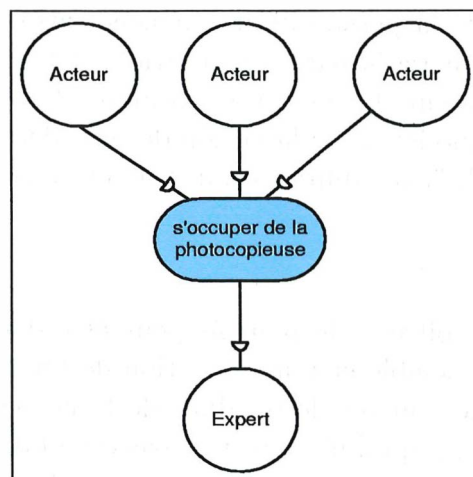 Acteur Acteur Acteur
s'occuper de la
photocopieuse
Expert